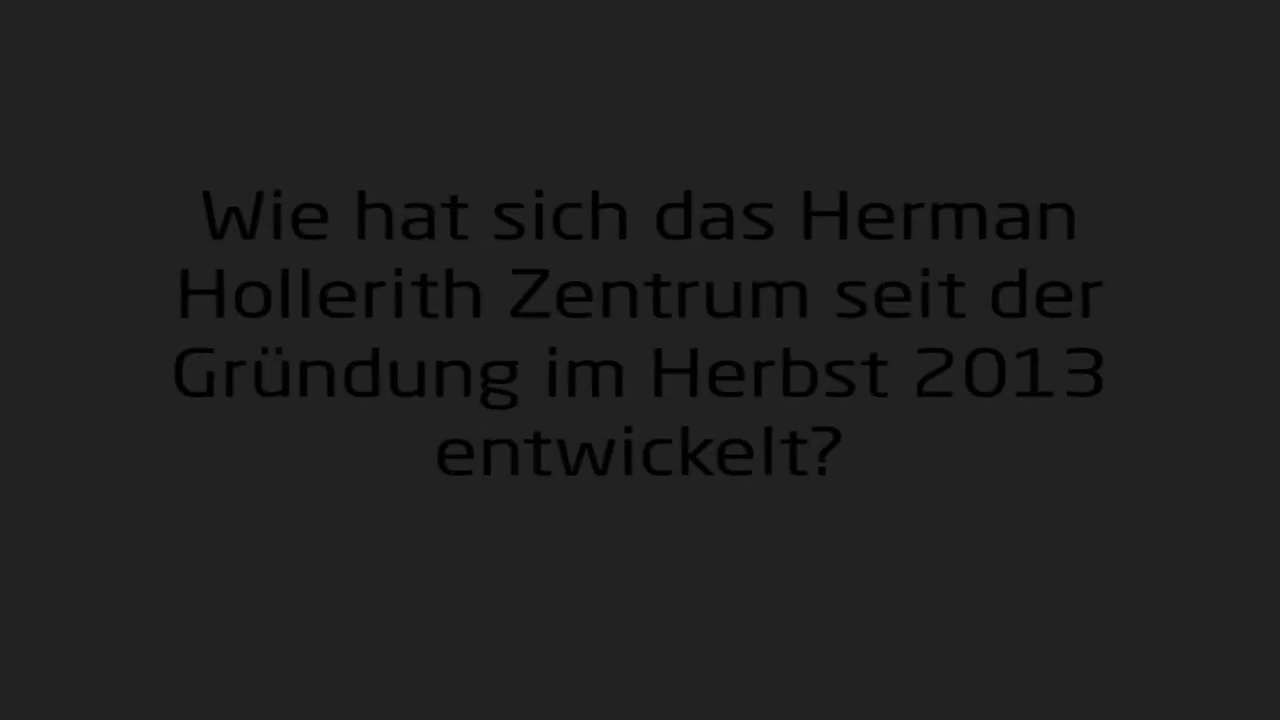 Wie hat sich das Herman
Hollerith Zentrum seit der
Gründung im Herbst 2013
entwickelt?